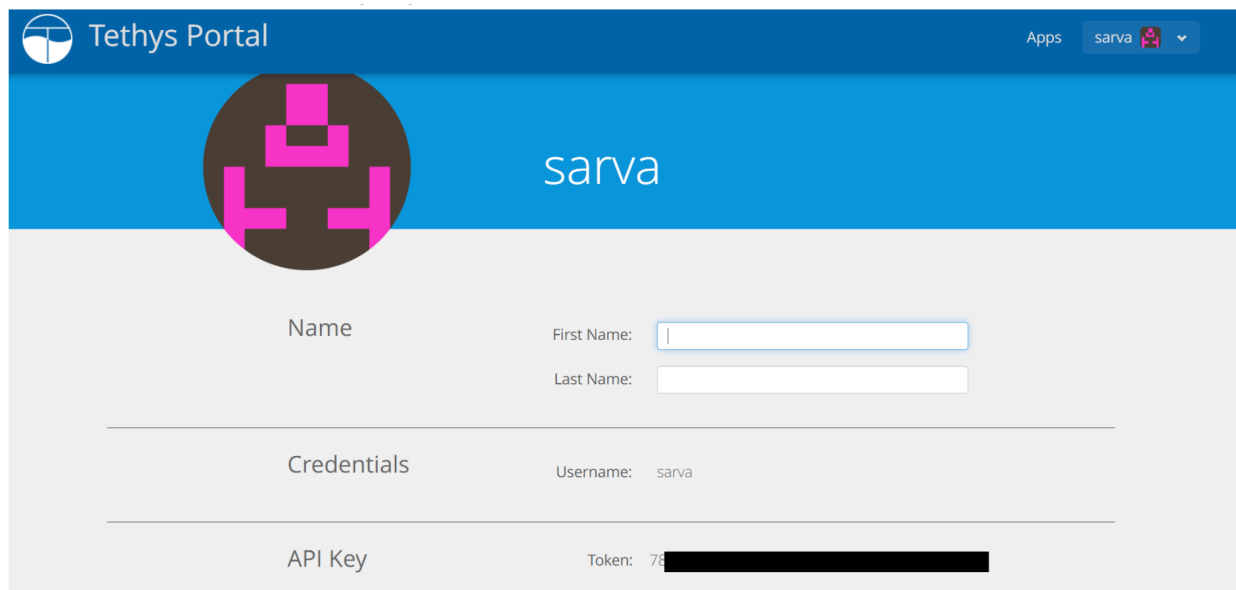 Tethys Portal
Apps sarva
sarva
Name First Name:
Last Name:
Credentials Username: sarva
API Key Token: 78